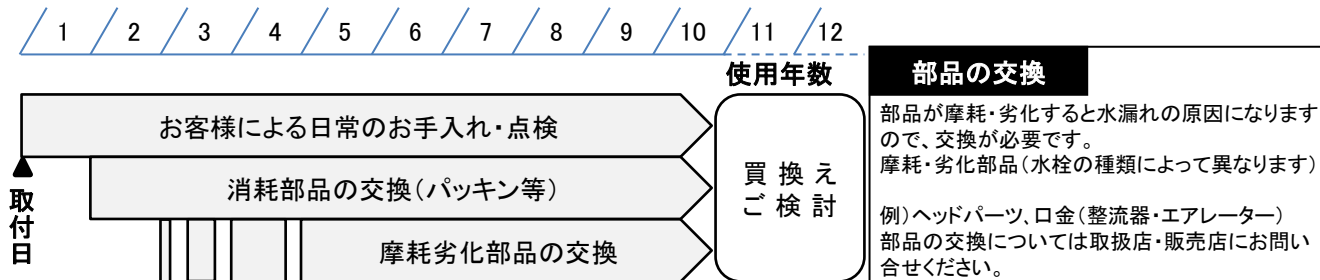 1 2 3 4 5 6 7 8 9 10 11 12
使用年数
お客様による日常のお手入れ・点検
取付日
消耗部品の交換(パッキン等)
摩耗劣化部品の交換
買換え
ご検討
部品の交換
部品が摩耗・劣化すると水漏れの原因になります
ので、交換が必要です。
摩耗・劣化部品(水栓の種類によって異なります)
例)ヘッドパーツ、口金(整流器・エアレーター)
部品の交換については取扱店・販売店にお問い
合せください。